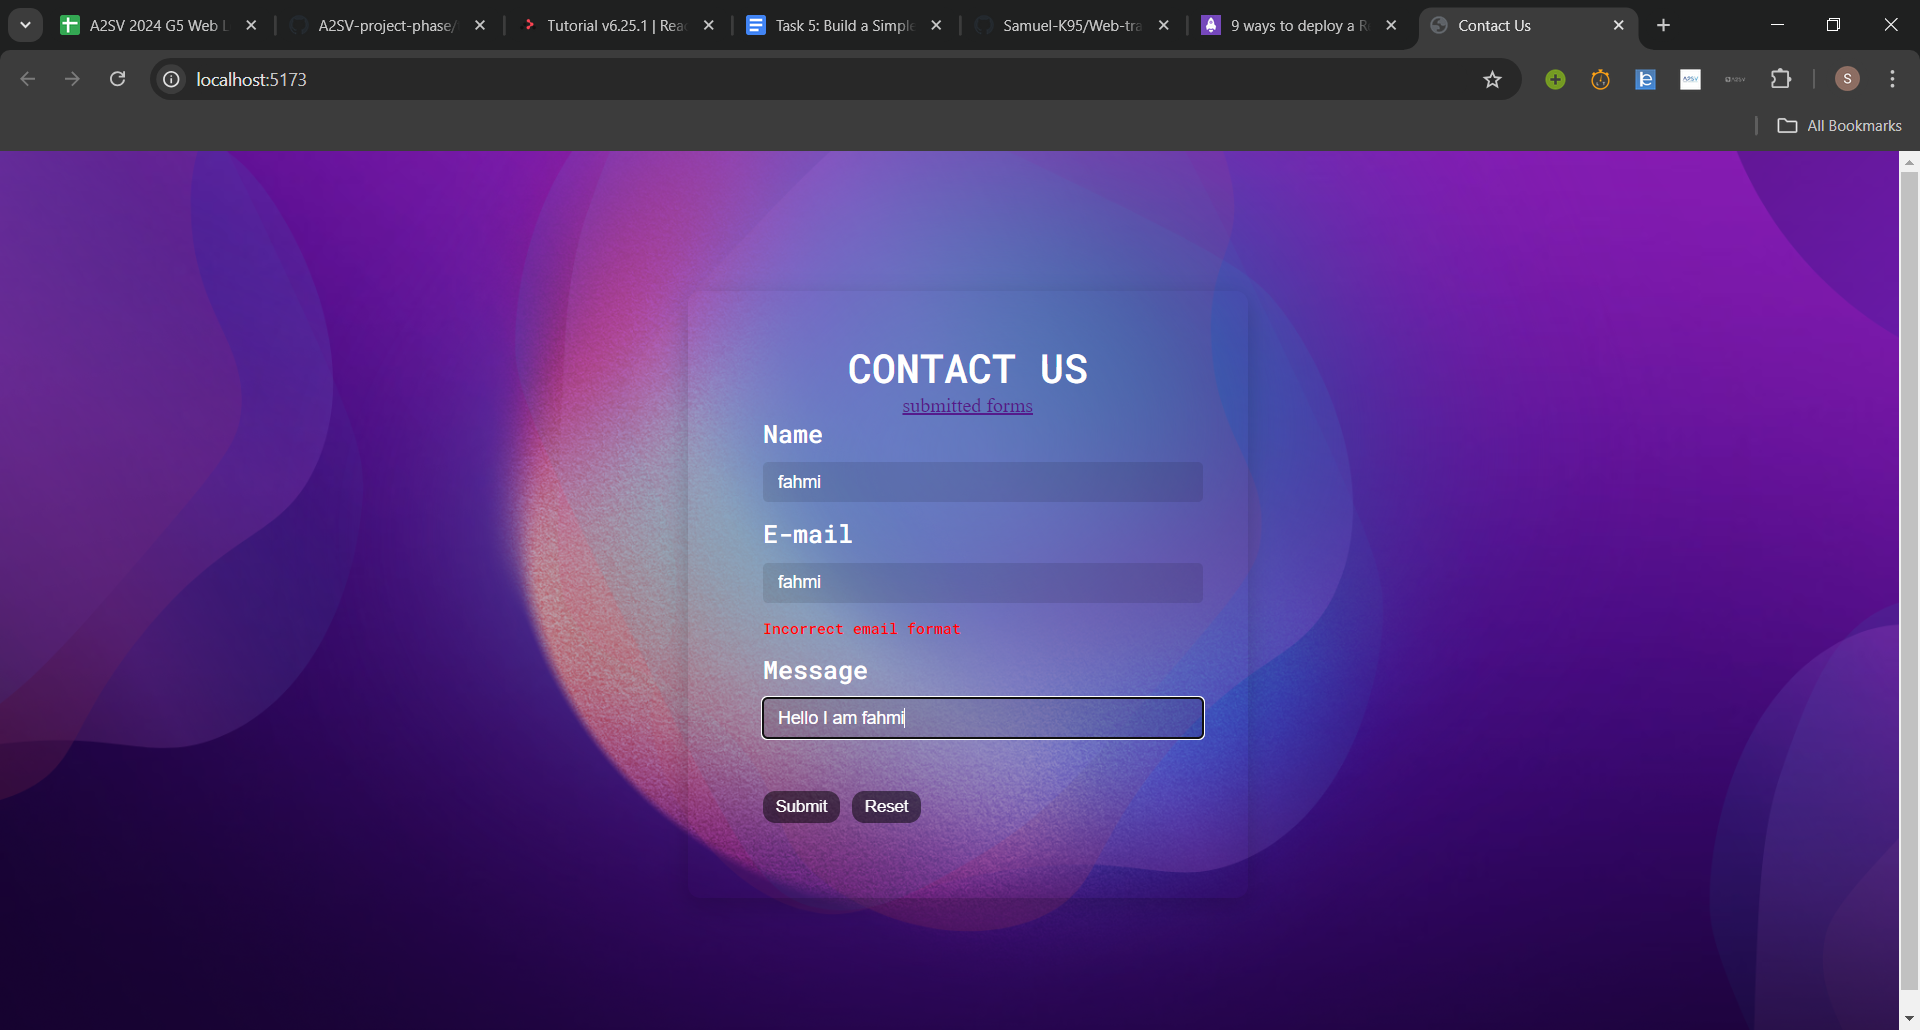 A2SV 2024 G5 Web L
A2SV-project-phase/
Tutorial v6.25.1 | Rea
Task 5: Build a Simple
Samuel-K95/Web-tra
9 ways to deploy a R
Contact Us
localhost:5173
S
All Bookmarks
CONTACT US
submitted forms
Name
fahmi
E-mail
fahmi
Incorrect email format
Message
Hello I am fahmi
Submit Reset